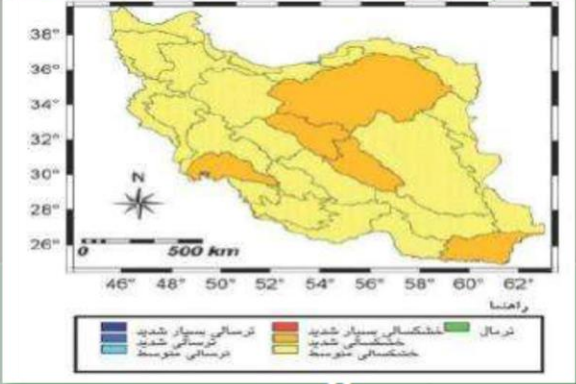 38°
36°
34°
32°
30°
28°
26°
N
0 500 km
46° 48° 50° 52° 54° 56° 58° 60° 62°
راهنما
ترسالی بسیار شدید خشکسالی بسیار شدید نرمال
ترسالی شدید خشکسالی شدید
ترسالی متوسط خشکسالی متوسط